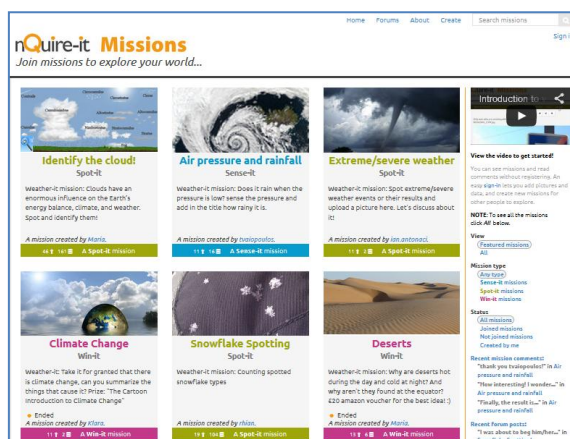 Home Forums About Create Search missions
Sign i
nQuire-it Missions
Join missions to explore your world...
Identify the cloud!
Spot-it
Weather-it mission: Clouds have an
enormous influence on the Earth's
energy balance, climate, and weather.
Spot and identify them!
A mission created by Maria.
A Spot-it mission
Air pressure and rainfall
Sense-it
Weather-it mission: Does it rain when the
pressure is low? sense the pressure and
add in the title how rainy it is.
A mission created by tvaiopoulos.
11 16 A Sense-it mission
Extreme/severe weather
Spot-it
Weather-it mission: Spot extreme/severe
weather events or their results and
upload a picture here. Let's discuss about
it!
A mission created by ian.antonaci.
A Spot-it mission
Climate Change
Win-it
Weather-it: Take it for granted that there
is climate change, can you summarize the
things that cause it? Prize: "The Cartoon
Introduction to Climate Change"
Ended
A mission created by Klara.
A Win-it mission
Snowflake Spotting
Spot-it
Weather-it mission: Counting spotted
snowflake types
A mission created by rhian.
A Spot-it mission
Deserts
Win-it
Weather-it mission: Why are deserts hot
during the day and cold at night? And
why aren't they found at the equator?
£20 amazon voucher for the best idea! :)
Ended
A mission created by Maria.
A Win-it mission
Introduction to
View the video to get started!
You can see missions and read
comments without registering. An
easy sign-in lets you add pictures and
data, and create new missions for
other people to explore.
NOTE: To see all the missions
click All below.
View
Featured missions
All
Mission type
Any type
Sense-it missions
Spot-it missions
Win-it missions
Status
All missions
Joined missions
Not joined missions
Created by me
Recent mission comments:
"thank you tvaiopoulos!" in Air
pressure and rainfall
"How interesting! I wonder..." in
Air pressure and rainfall
"Finally, the result is..." in Air
pressure and rainfall
Recent forum posts:
"I was about to beg him/her..." in